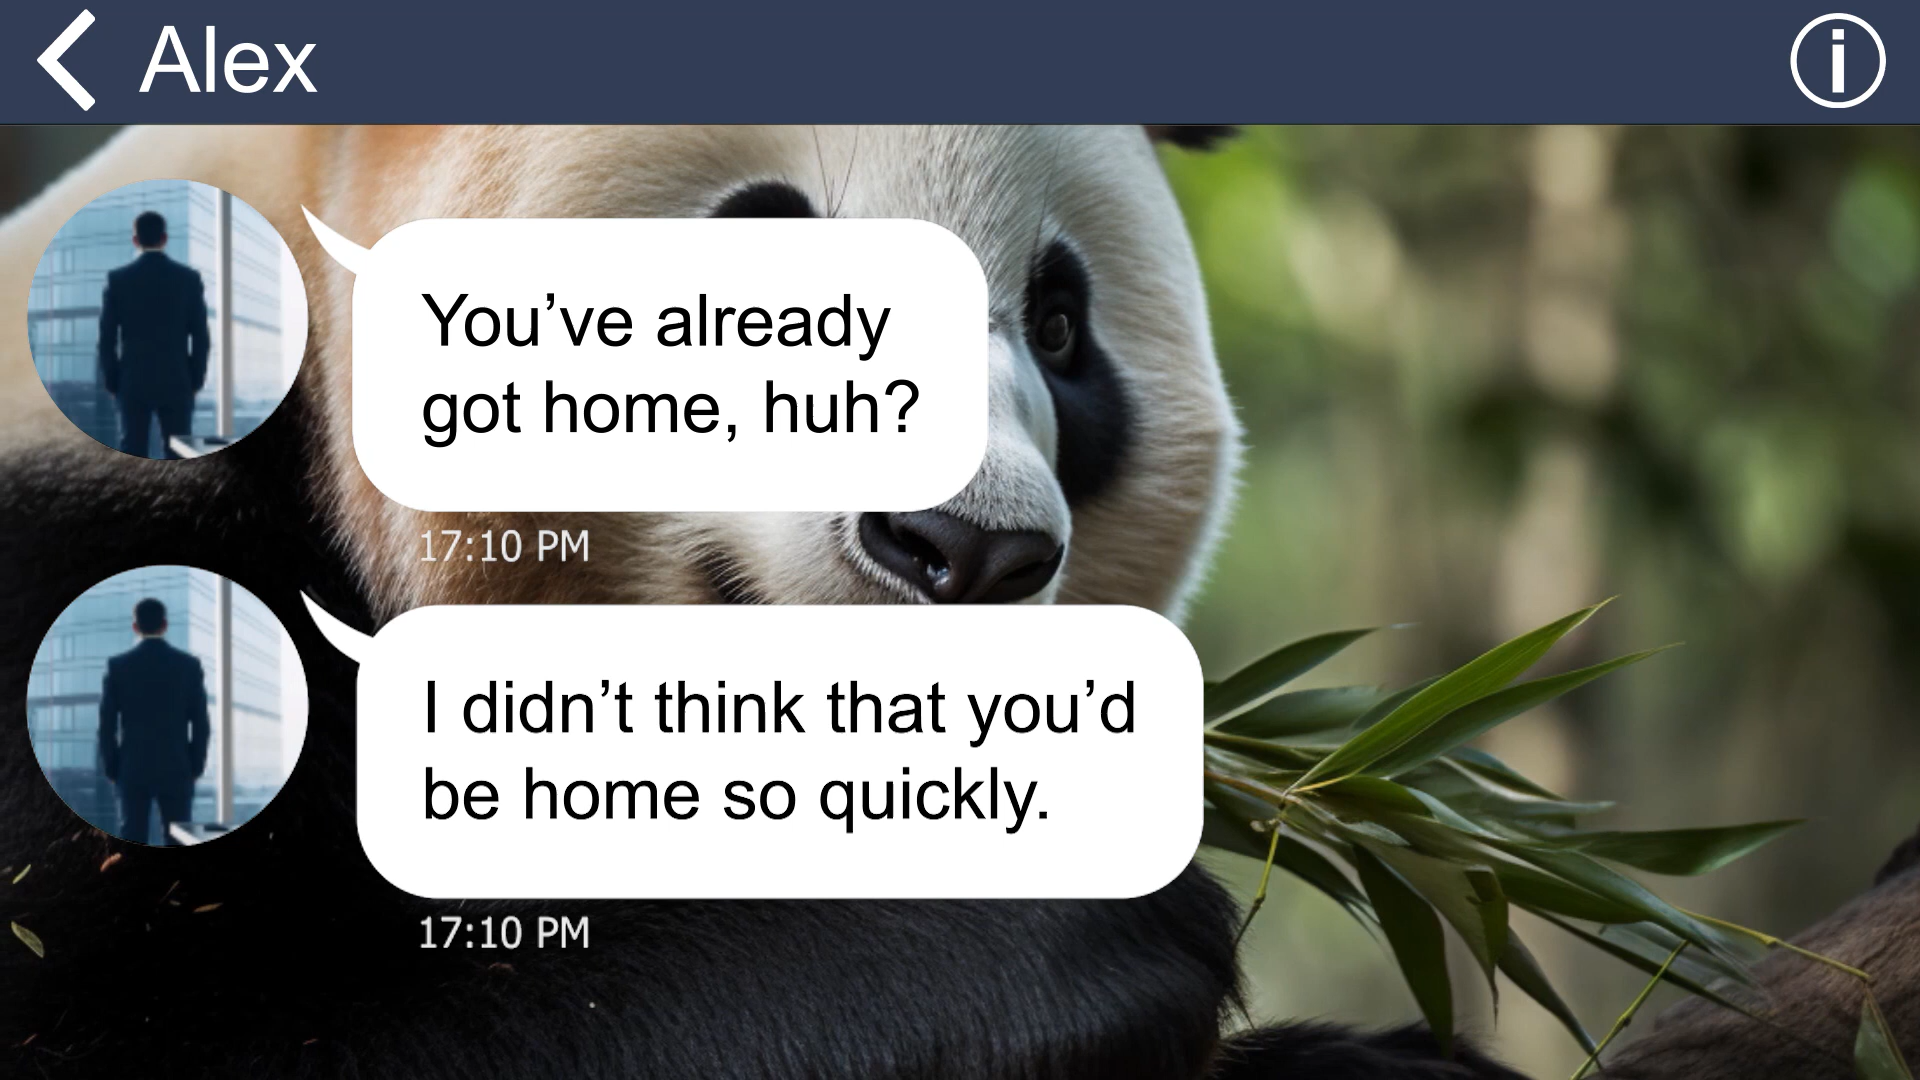 Alex
You’ve already
got home, huh?
17:10 PM
I didn’t think that you’d
be home so quickly.
17:10 PM